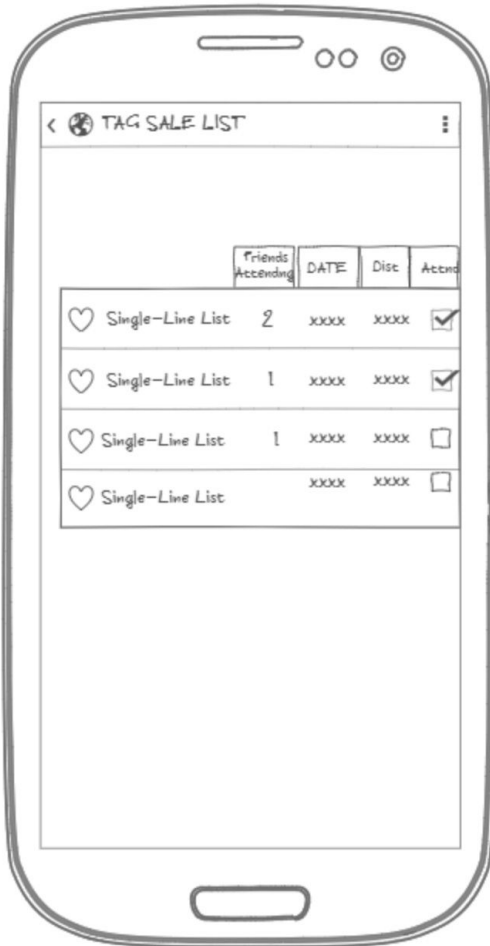 TAG SALE LIST
Friends
Attending DATE Dist Attnd
Single-Line List 2 xxxx xxxx
Single-Line List 1 xxxx xxxx
Single-Line List 1 xxxx xxxx
Single-Line List xxxx xxxx